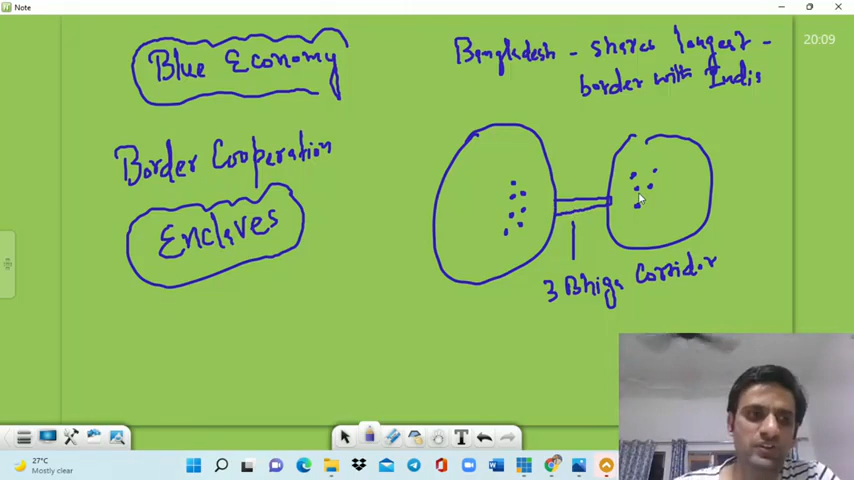 Note
20:09
Blue Economy
Bangladesh - shares longest -
border with India
Border Cooperation
Enclaves
3 Bhiga Corridor
27°C
Mostly clear